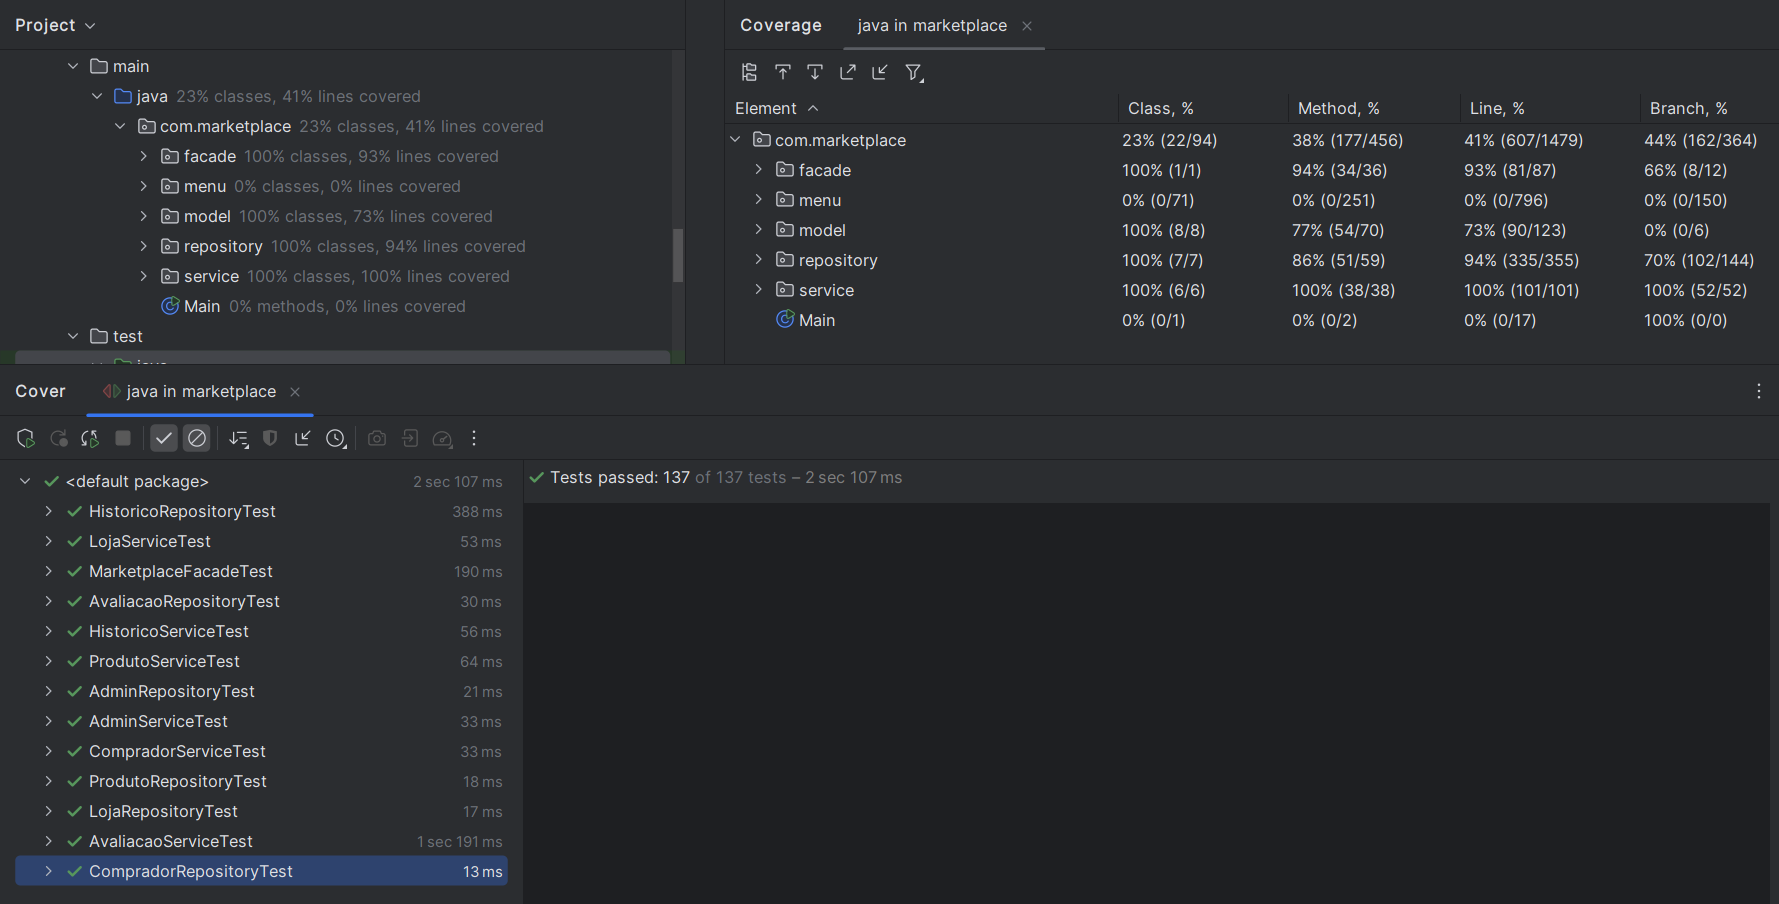 Project
main
java 23% classes, 41% lines covered
com.marketplace 23% classes, 41% lines covered
facade 100% classes, 93% lines covered
menu 0% classes, 0% lines covered
model 100% classes, 73% lines covered
repository 100% classes, 94% lines covered
service 100% classes, 100% lines covered
Main 0% methods, 0% lines covered
test
java
Coverage java in marketplace
Element Class, % Method, % Line, % Branch, %
com.marketplace 23% (22/94) 38% (177/456) 41% (607/1479) 44% (162/364)
facade 100% (1/1) 94% (34/36) 93% (81/87) 66% (8/12)
menu 0% (0/71) 0% (0/251) 0% (0/796) 0% (0/150)
model 100% (8/8) 77% (54/70) 73% (90/123) 0% (0/6)
repository 100% (7/7) 86% (51/59) 94% (335/355) 70% (102/144)
service 100% (6/6) 100% (38/38) 100% (101/101) 100% (52/52)
Main 0% (0/1) 0% (0/2) 0% (0/17) 100% (0/0)
Cover java in marketplace
<default package> 2 sec 107 ms
HistoricoRepositoryTest 388 ms
LojaServiceTest 53 ms
MarketplaceFacadeTest 190 ms
AvaliacaoRepositoryTest 30 ms
HistoricoServiceTest 56 ms
ProdutoServiceTest 64 ms
AdminRepositoryTest 21 ms
AdminServiceTest 33 ms
CompradorServiceTest 33 ms
ProdutoRepositoryTest 18 ms
LojaRepositoryTest 17 ms
AvaliacaoServiceTest 1 sec 191 ms
CompradorRepositoryTest 13 ms
Tests passed: 137 of 137 tests – 2 sec 107 ms